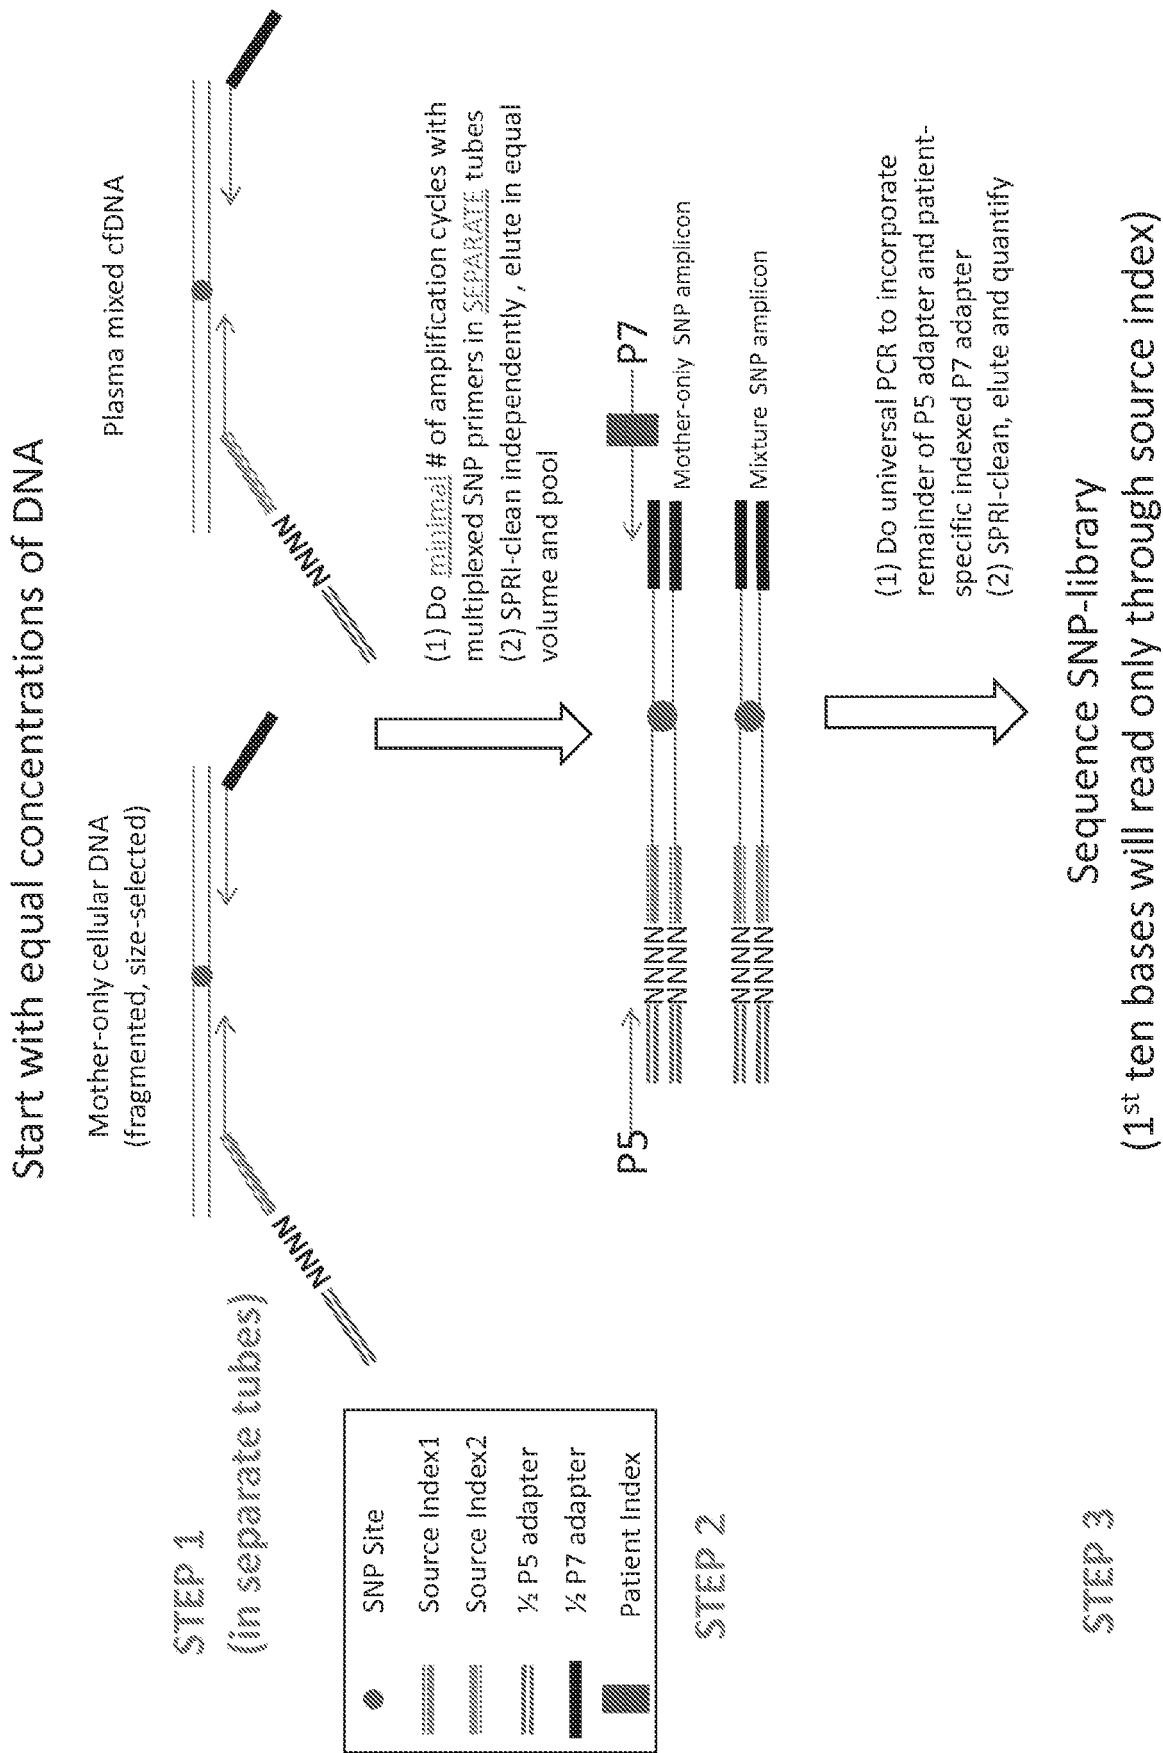 Start with equal concentrations of DNA
STEP 1
(in separate tubes)
Mother-only cellular DNA
(fragmented, size-selected)
Plasma mixed cfDNA
NNNN
NNNN
SNP Site
Source Index1
Source Index2
½ P5 adapter
½ P7 adapter
Patient Index
(1) Do minimal # of amplification cycles with
multiplexed SNP primers in SEPARATE tubes
(2) SPRI-clean independently , elute in equal
volume and pool
STEP 2
P5
P7
NNNN
NNNN
Mother-only SNP amplicon
NNNN
NNNN
Mixture SNP amplicon
(1) Do universal PCR to incorporate
remainder of P5 adapter and patient-
specific indexed P7 adapter
(2) SPRI-clean, elute and quantify
STEP 3
Sequence SNP-library
(1st ten bases will read only through source index)